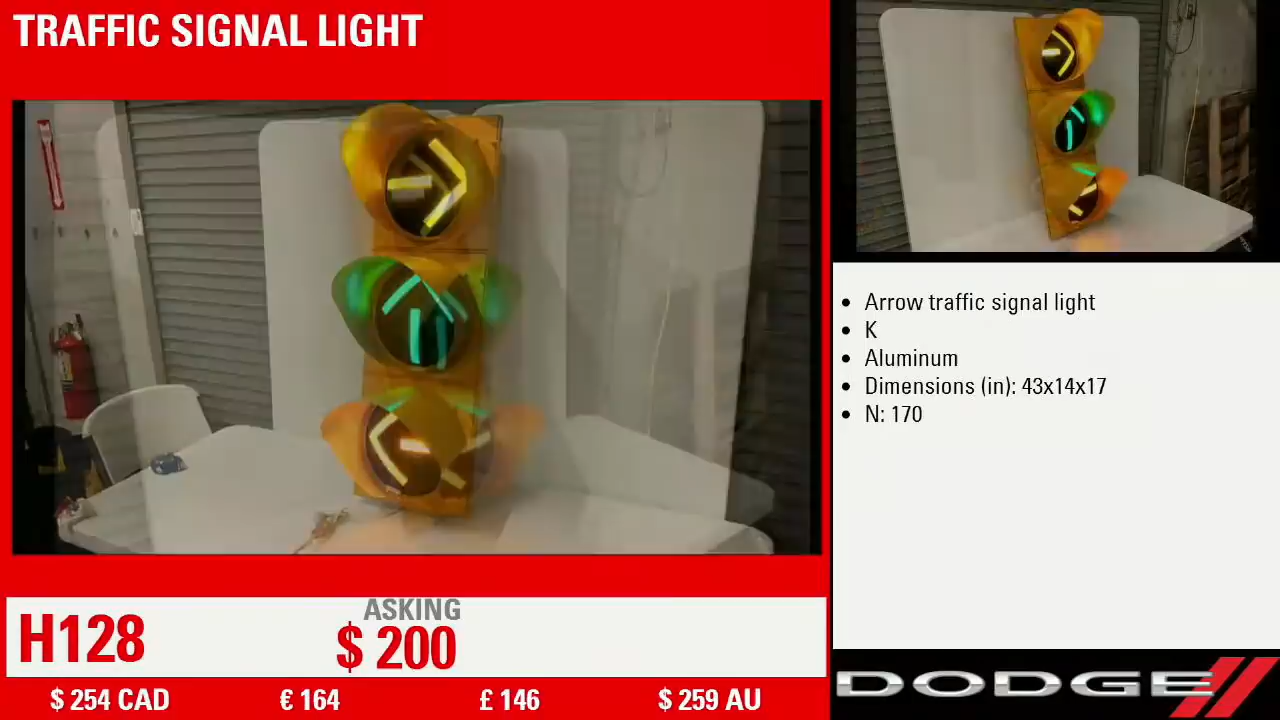 TRAFFIC SIGNAL LIGHT
• Arrow traffic signal light
• K
• Aluminum
• Dimensions (in): 43x14x17
• N: 170
ASKING
H128
$ 200
$ 254 CAD
€ 164
£ 146
$ 259 AU
DODGE